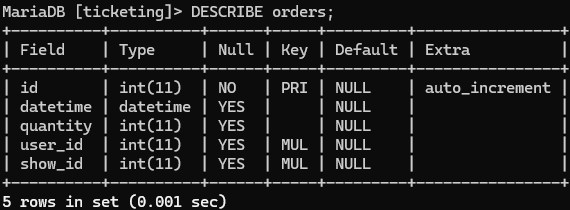 MariaDB [ticketing]> DESCRIBE orders;
+----------+----------+------+-----+---------+----------------+
| Field    | Type     | Null | Key | Default | Extra          |
+----------+----------+------+-----+---------+----------------+
| id       | int(11)  | NO   | PRI | NULL    | auto_increment |
| datetime | datetime | YES  |     | NULL    |                |
| quantity | int(11)  | YES  |     | NULL    |                |
| user_id  | int(11)  | YES  | MUL | NULL    |                |
| show_id  | int(11)  | YES  | MUL | NULL    |                |
+----------+----------+------+-----+---------+----------------+
5 rows in set (0.001 sec)